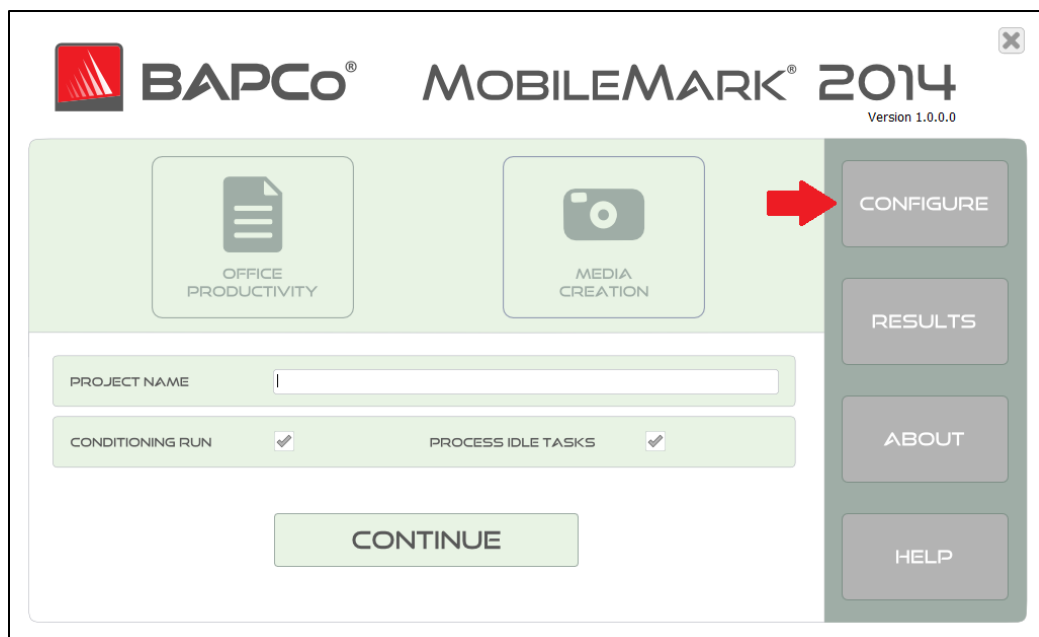 BAPCo® MOBILEMARK® 2014
Version 1.0.0.0
OFFICE
PRODUCTIVITY
MEDIA
CREATION
CONFIGURE
RESULTS
PROJECT NAME
CONDITIONING RUN PROCESS IDLE TASKS
ABOUT
CONTINUE
HELP